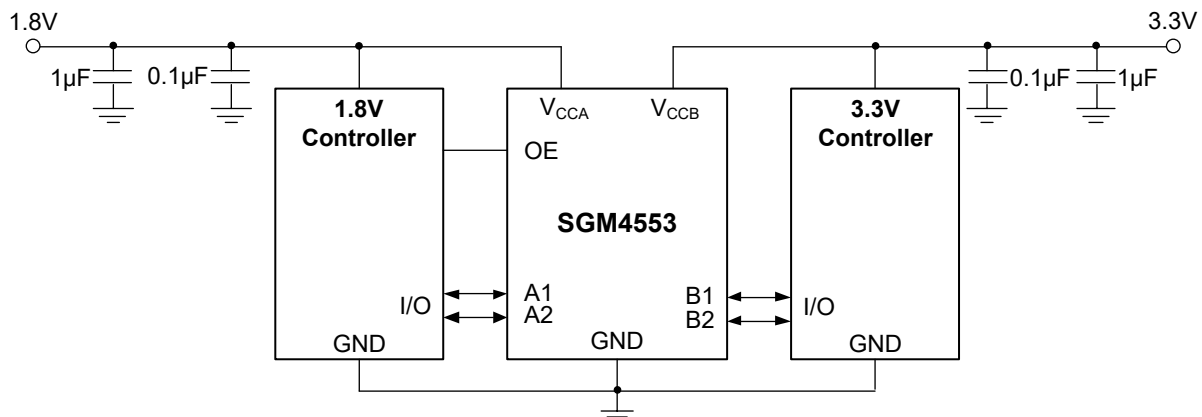 1.8V
3.3V
1µF
0.1µF
0.1µF
1µF
1.8V
Controller
I/O
GND
VCCA
VCCB
OE
SGM4553
A1
A2
B1
B2
GND
3.3V
Controller
I/O
GND